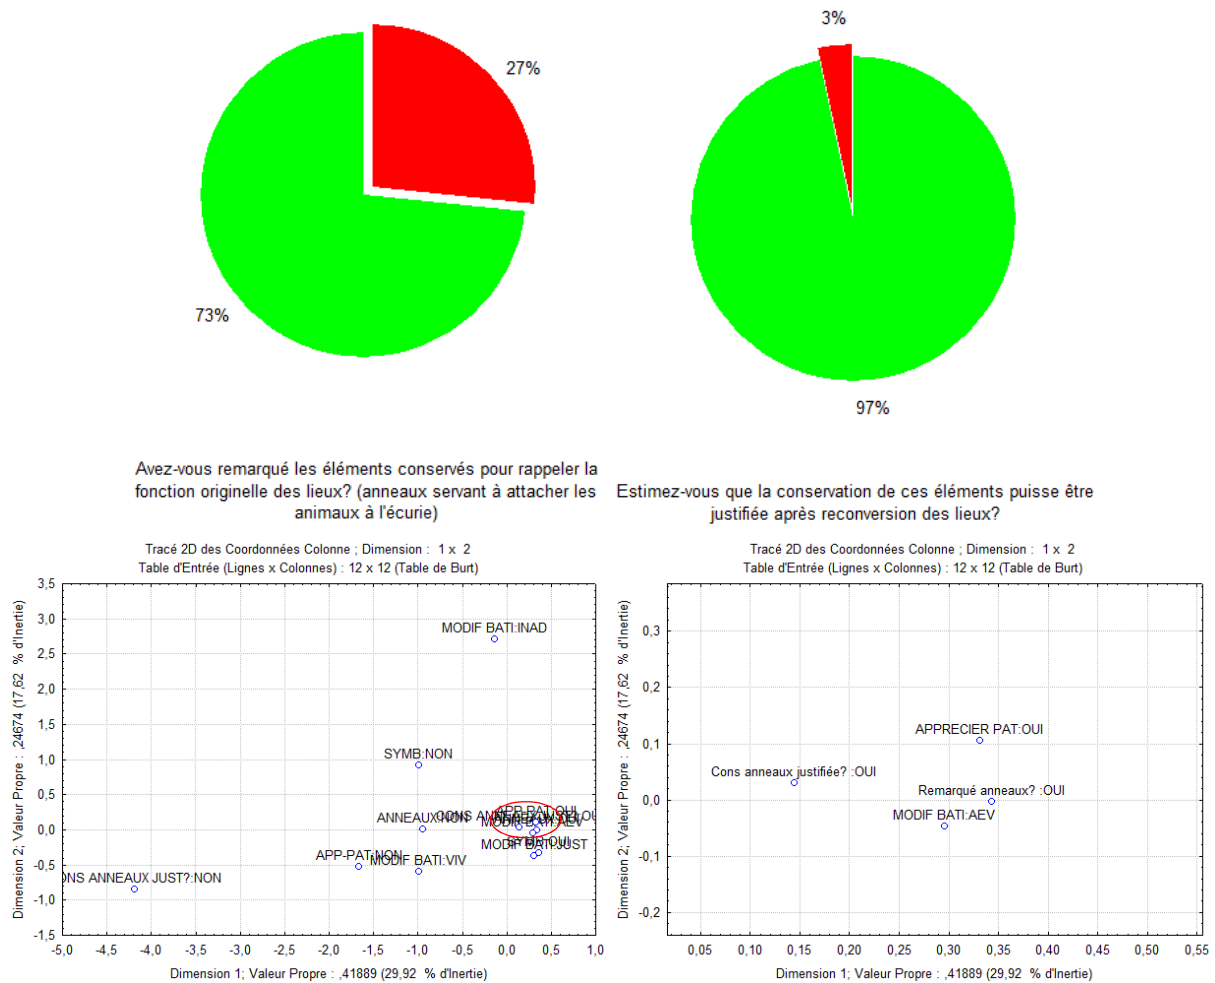 3%
27%
73%
97%
Avez-vous remarqué les éléments conservés pour rappeler la
fonction originelle des lieux? (anneaux servant à attacher les
animaux à l'écurie)
Estimez-vous que la conservation de ces éléments puisse être
justifiée après reconversion des lieux?
Tracé 2D des Coordonnées Colonne ; Dimension : 1 x 2
Table d'Entrée (Lignes x Colonnes) : 12 x 12 (Table de Burt)
Dimension 2; Valeur Propre : ,24674 (17,62 % d'Inertie)
3,5
3,0
2,5
2,0
1,5
1,0
0,5
0,0
-0,5
-1,0
-1,5
MODIF BATI:INAD
SYMB:NON
APP-PAT:OUI
ANNEAUX:NON
MODIF BATI:AEV
SYMB:OUI
MODIF BATI:JUST
APP-PAT:NON
MODIF BATI:VIV
ONS ANNEAUX JUST?:NON
-5,0 -4,5 -4,0 -3,5 -3,0 -2,5 -2,0 -1,5 -1,0 -0,5 0,0 0,5 1,0
Dimension 1; Valeur Propre : ,41889 (29,92 % d'Inertie)
Tracé 2D des Coordonnées Colonne ; Dimension : 1 x 2
Table d'Entrée (Lignes x Colonnes) : 12 x 12 (Table de Burt)
Dimension 2; Valeur Propre : ,24674 (17,62 % d'Inertie)
0,3
0,2
0,1
0,0
-0,1
-0,2
APPRECIER PAT:OUI
Cons anneaux justifiée? :OUI
Remarqué anneaux? :OUI
MODIF BATI:AEV
0,05 0,10 0,15 0,20 0,25 0,30 0,35 0,40 0,45 0,50 0,55
Dimension 1; Valeur Propre : ,41889 (29,92 % d'Inertie)